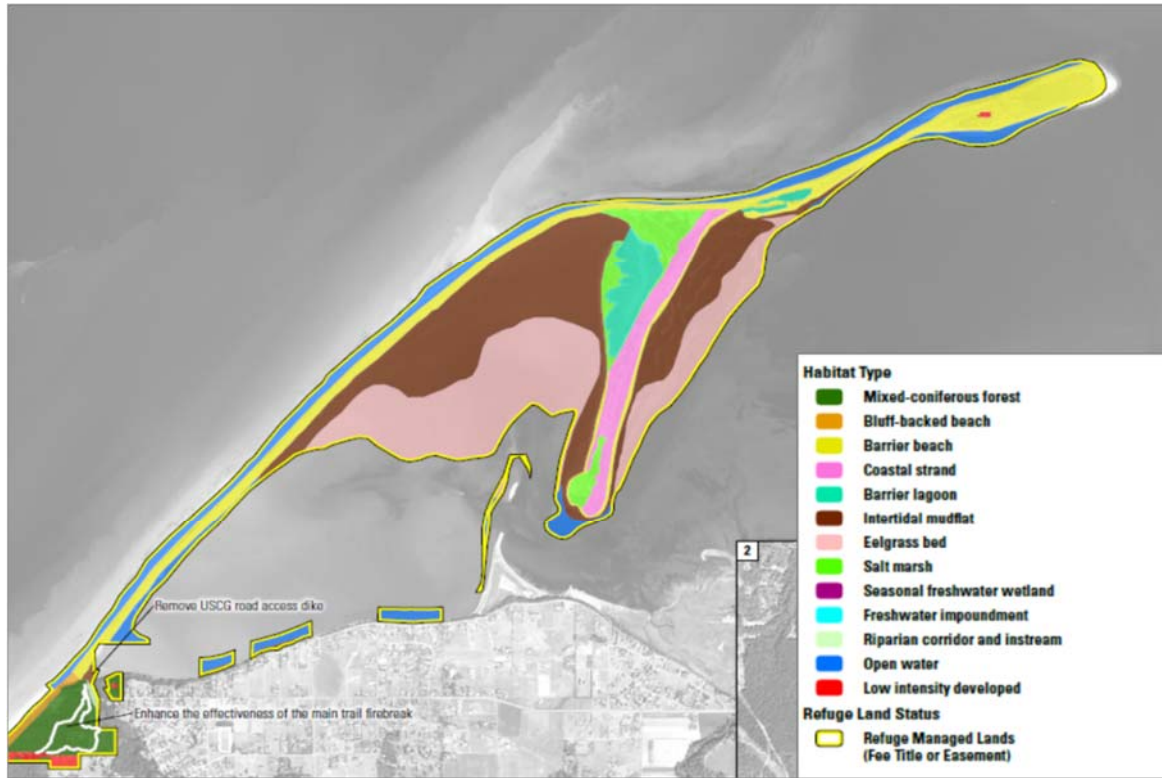 Habitat Type
Mixed-coniferous forest
Bluff-backed beach
Barrier beach
Coastal strand
Barrier lagoon
Intertidal mudflat
Eelgrass bed
Salt marsh
Seasonal freshwater wetland
Freshwater impoundment
Riparian corridor and instream
Open water
Low intensity developed
Refuge Land Status
Refuge Managed Lands
(Fee Title or Easement)
2
Remove USCG road access dike
Enhance the effectiveness of the main trail firebreak